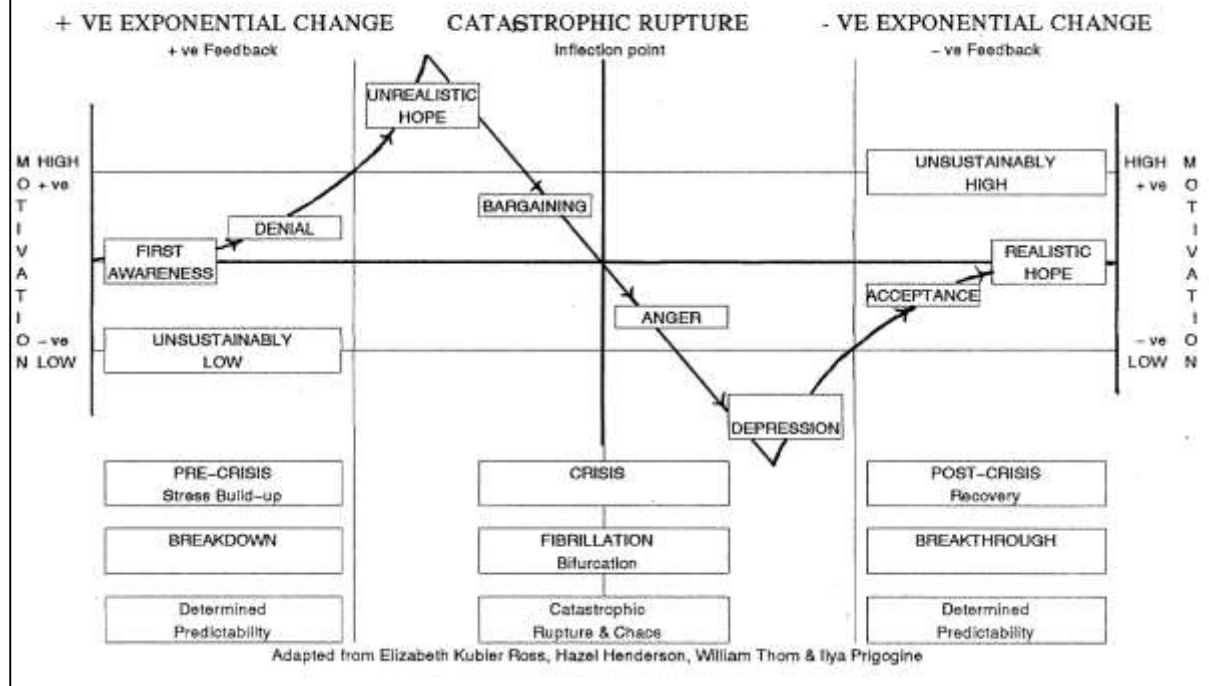 + VE EXPONENTIAL CHANGE
CATASTROPHIC RUPTURE
- VE EXPONENTIAL CHANGE
+ ve Feedback
Inflection point
- ve Feedback
UNREALISTIC
HOPE
MOTIVATION
HIGH
+ ve
UNSUSTAINABLY
HIGH
HIGH
+ ve
MOTIVATION
BARGAINING
DENIAL
FIRST
AWARENESS
REALISTIC
HOPE
ACCEPTANCE
ANGER
- ve
LOW
UNSUSTAINABLY
LOW
- ve
LOW
DEPRESSION
PRE-CRISIS
Stress Build-up
CRISIS
POST-CRISIS
Recovery
BREAKDOWN
FIBRILLATION
Bifurcation
BREAKTHROUGH
Determined
Predictability
Catastrophic
Rupture & Chaos
Determined
Predictability
Adapted from Elizabeth Kubler Ross, Hazel Henderson, William Thom & Ilya Prigogine